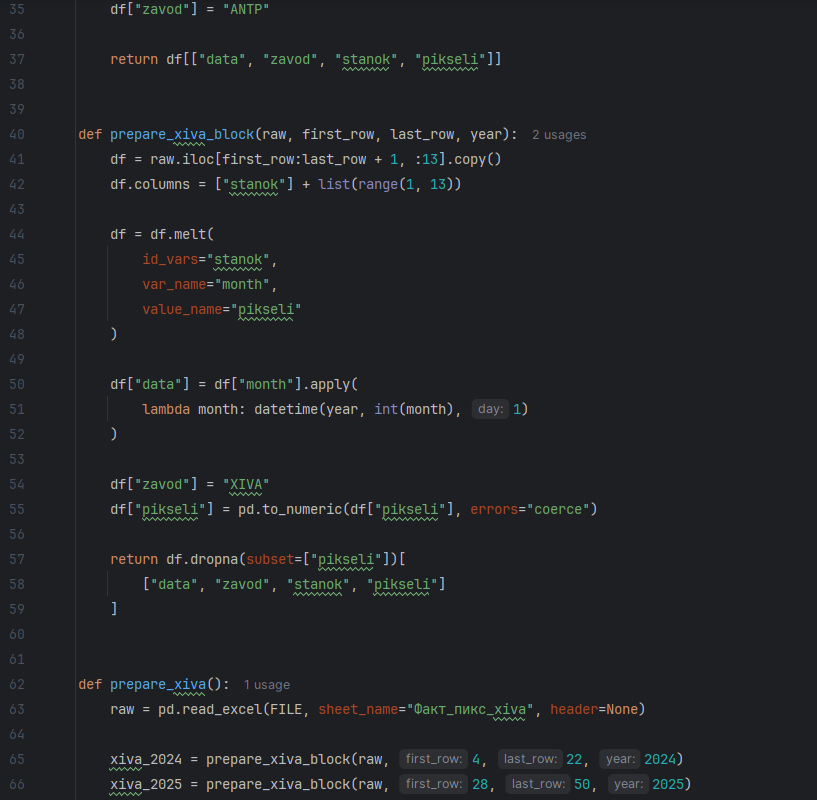 35 df["zavod"] = "ANTP"
36
37 return df[["data", "zavod", "stanok", "pikseli"]]
38
39
40 def prepare_xiva_block(raw, first_row, last_row, year): 2 usages
41 df = raw.iloc[first_row:last_row + 1, :13].copy()
42 df.columns = ["stanok"] + list(range(1, 13))
43
44 df = df.melt(
45 id_vars="stanok",
46 var_name="month",
47 value_name="pikseli"
48 )
49
50 df["data"] = df["month"].apply(
51 lambda month: datetime(year, int(month), day: 1)
52 )
53
54 df["zavod"] = "XIVA"
55 df["pikseli"] = pd.to_numeric(df["pikseli"], errors="coerce")
56
57 return df.dropna(subset=["pikseli"])[
58 ["data", "zavod", "stanok", "pikseli"]
59 ]
60
61
62 def prepare_xiva(): 1 usage
63 raw = pd.read_excel(FILE, sheet_name="Факт_пикс_xiva", header=None)
64
65 xiva_2024 = prepare_xiva_block(raw, first_row: 4, last_row: 22, year: 2024)
66 xiva_2025 = prepare_xiva_block(raw, first_row: 28, last_row: 50, year: 2025)